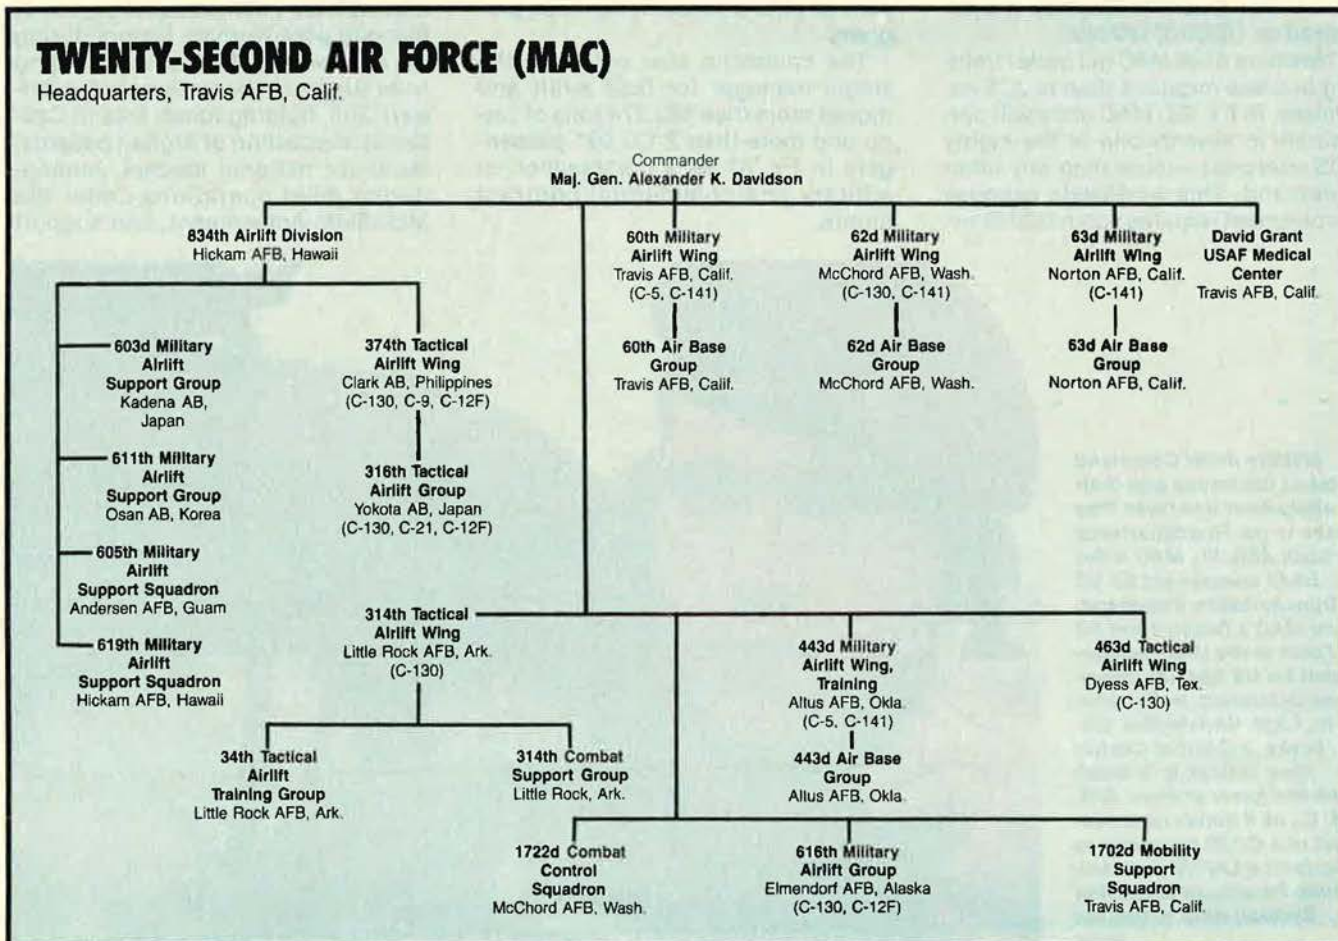 TWENTY-SECOND AIR FORCE (MAC)
Headquarters, Travis AFB, Calif.
Commander
Maj. Gen. Alexander K. Davidson
834th Airlift Division
Hickam AFB, Hawaii
60th Military
Airlift Wing
Travis AFB, Calif.
(C-5, C-141)
62d Military
Airlift Wing
McChord AFB, Wash.
(C-130, C-141)
63d Military
Airlift Wing
Norton AFB, Calif.
(C-141)
David Grant
USAF Medical
Center
Travis AFB, Calif.
603d Military
Airlift
Support Group
Kadena AB,
Japan
374th Tactical
Airlift Wing
Clark AB, Philippines
(C-130, C-9, C-12F)
60th Air Base
Group
Travis AFB, Calif.
62d Air Base
Group
McChord AFB, Wash.
63d Air Base
Group
Norton AFB, Calif.
611th Military
Airlift
Support Group
Osan AB, Korea
316th Tactical
Airlift Group
Yokota AB, Japan
(C-130, C-21, C-12F)
605th Military
Airlift
Support Squadron
Andersen AFB, Guam
619th Military
Airlift
Support Squadron
Hickam AFB, Hawaii
314th Tactical
Airlift Wing
Little Rock AFB, Ark.
(C-130)
443d Military
Airlift Wing,
Training
Altus AFB, Okla.
(C-5, C-141)
463d Tactical
Airlift Wing
Dyess AFB, Tex.
(C-130)
34th Tactical
Airlift
Training Group
Little Rock AFB, Ark.
314th Combat
Support Group
Little Rock, Ark.
443d Air Base
Group
Altus AFB, Okla.
1722d Combat
Control
Squadron
McChord AFB, Wash.
616th Military
Airlift Group
Elmendorf AFB, Alaska
(C-130, C-12F)
1702d Mobility
Support
Squadron
Travis AFB, Calif.